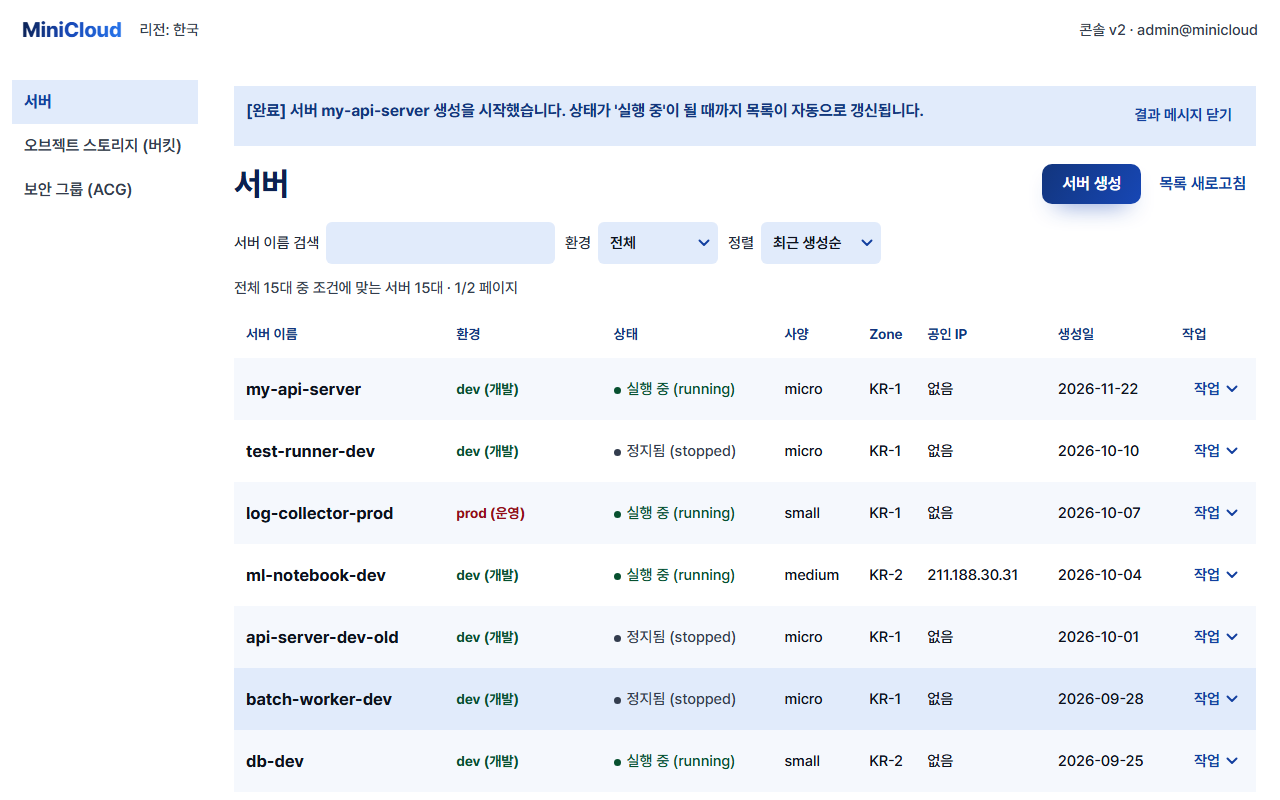 MiniCloud 리전: 한국 콘솔 v2 · admin@minicloud
서버
오브젝트 스토리지 (버킷)
보안 그룹 (ACG)
[완료] 서버 my-api-server 생성을 시작했습니다. 상태가 '실행 중'이 될 때까지 목록이 자동으로 갱신됩니다. 결과 메시지 닫기
서버 서버 생성 목록 새로고침
서버 이름 검색 환경 전체 정렬 최근 생성순
전체 15대 중 조건에 맞는 서버 15대 · 1/2 페이지
서버 이름 환경 상태 사양 Zone 공인 IP 생성일 작업
my-api-server dev (개발) 실행 중 (running) micro KR-1 없음 2026-11-22 작업
test-runner-dev dev (개발) 정지됨 (stopped) micro KR-1 없음 2026-10-10 작업
log-collector-prod prod (운영) 실행 중 (running) small KR-1 없음 2026-10-07 작업
ml-notebook-dev dev (개발) 실행 중 (running) medium KR-2 211.188.30.31 2026-10-04 작업
api-server-dev-old dev (개발) 정지됨 (stopped) micro KR-1 없음 2026-10-01 작업
batch-worker-dev dev (개발) 정지됨 (stopped) micro KR-1 없음 2026-09-28 작업
db-dev dev (개발) 실행 중 (running) small KR-2 없음 2026-09-25 작업